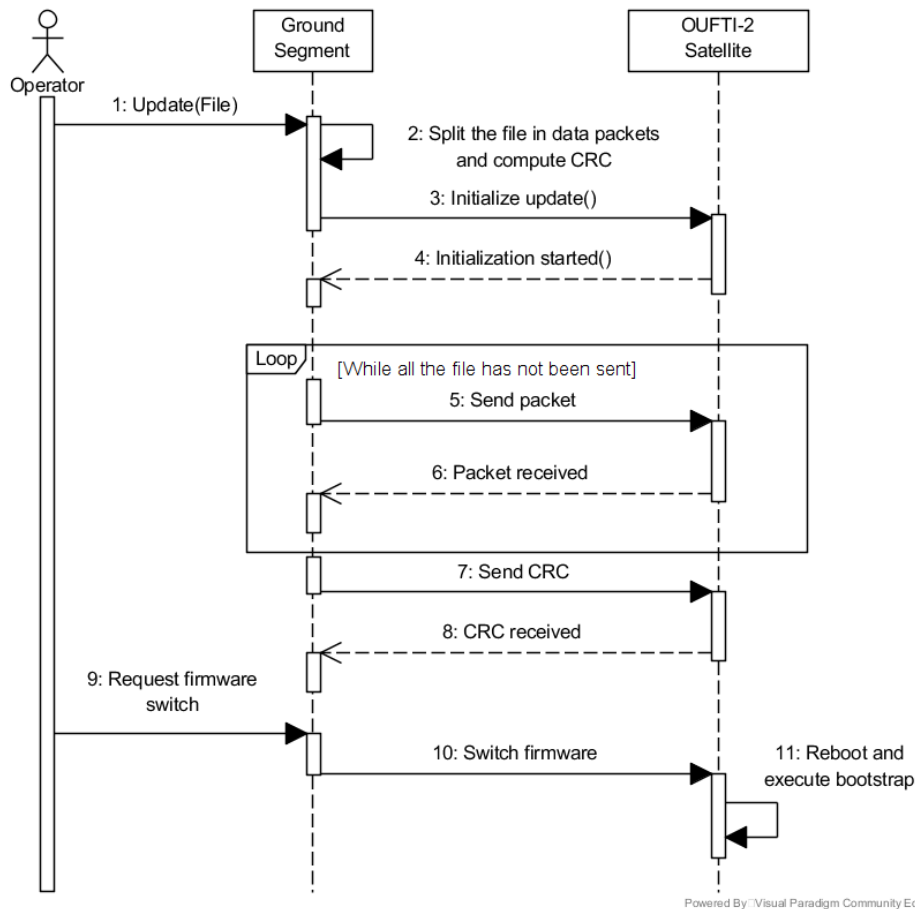 Ground
Segment
OUFTI-2
Satellite
Operator
1: Update(File)
2: Split the file in data packets
and compute CRC
3: Initialize update()
4: Initialization started()
Loop
[While all the file has not been sent]
5: Send packet
6: Packet received
7: Send CRC
8: CRC received
9: Request firmware
switch
10: Switch firmware
11: Reboot and
execute bootstrap
Powered By Visual Paradigm Community Ed